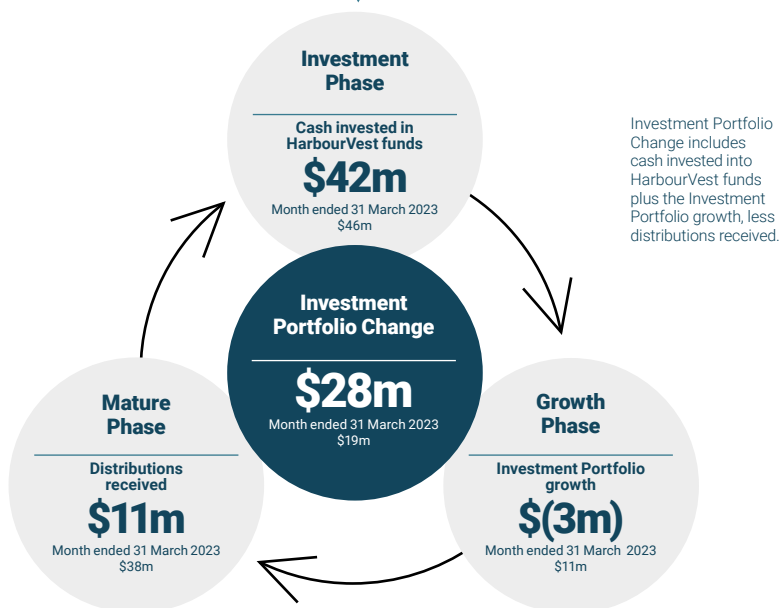 Investment
Phase
Cash invested in
HarbourVest funds
$42m
Month ended 31 March 2023
$46m
Investment Portfolio
Change includes
cash invested into
HarbourVest funds
plus the Investment
Portfolio growth, less
distributions received.
Investment
Portfolio Change
$28m
Month ended 31 March 2023
$19m
Mature
Phase
Distributions
received
$11m
Month ended 31 March 2023
$38m
Growth
Phase
Investment Portfolio
growth
$(3m)
Month ended 31 March 2023
$11m